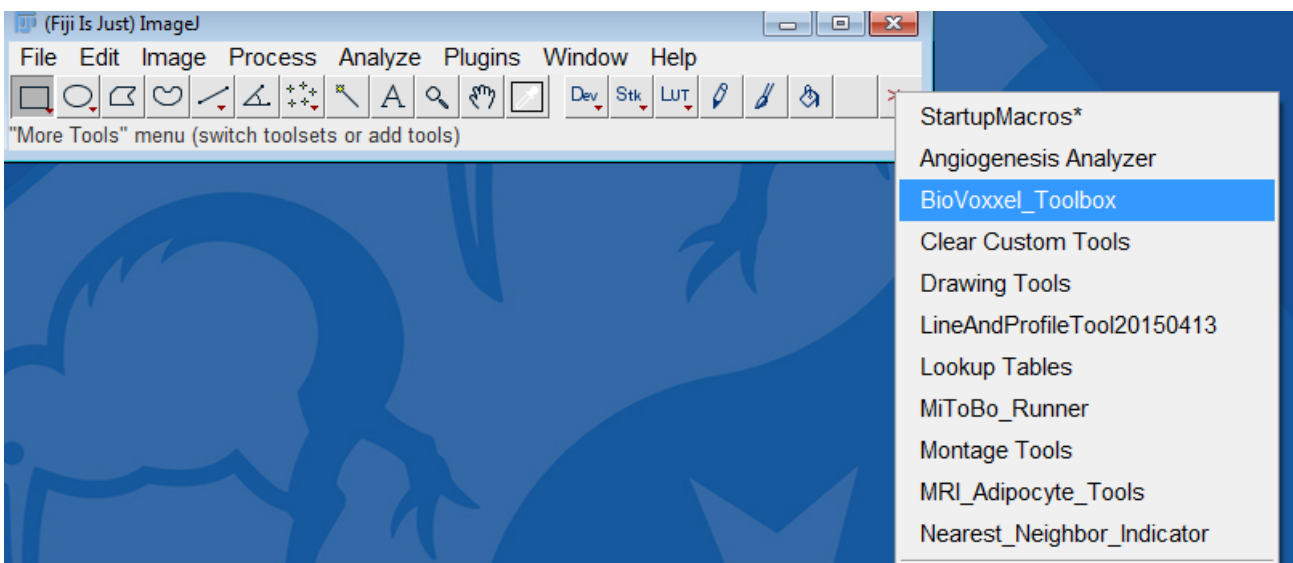 (Fiji Is Just) ImageJ
File Edit Image Process Analyze Plugins Window Help
A Dev Stk LUT >
"More Tools" menu (switch toolsets or add tools)
StartupMacros*
Angiogenesis Analyzer
BioVoxxel_Toolbox
Clear Custom Tools
Drawing Tools
LineAndProfileTool20150413
Lookup Tables
MiToBo_Runner
Montage Tools
MRI_Adipocyte_Tools
Nearest_Neighbor_Indicator